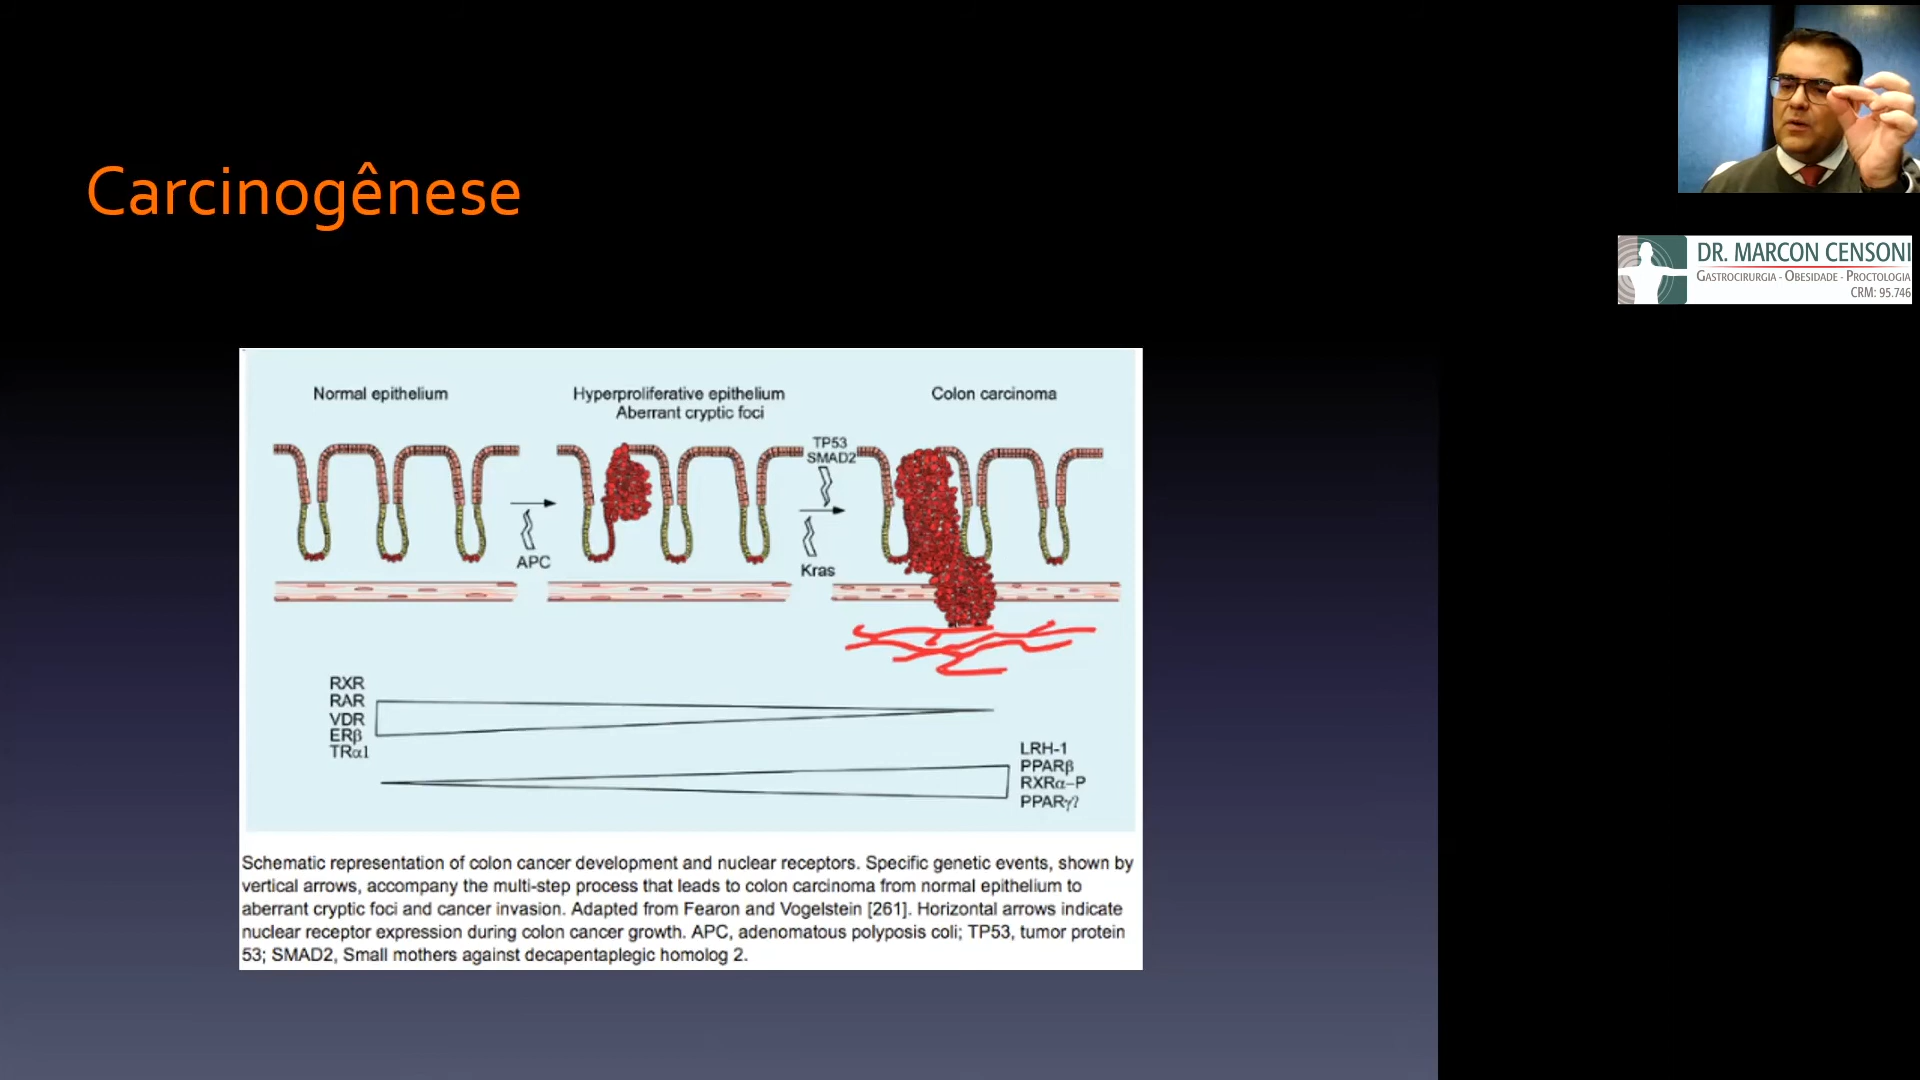 Carcinogênese
DR. MARCON CENSONI
GASTROCIRURGIA - OBESIDADE - PROCTOLOGIA
CRM: 95.746
Normal epithelium
Hyperproliferative epithelium
Aberrant cryptic foci
Colon carcinoma
TP53
SMAD2
APC
Kras
RXR
RAR
VDR
ERβ
TRα1
LRH-1
PPARβ
RXRα–P
PPARγ?
Schematic representation of colon cancer development and nuclear receptors. Specific genetic events, shown by
vertical arrows, accompany the multi-step process that leads to colon carcinoma from normal epithelium to
aberrant cryptic foci and cancer invasion. Adapted from Fearon and Vogelstein [261]. Horizontal arrows indicate
nuclear receptor expression during colon cancer growth. APC, adenomatous polyposis coli; TP53, tumor protein
53; SMAD2, Small mothers against decapentaplegic homolog 2.